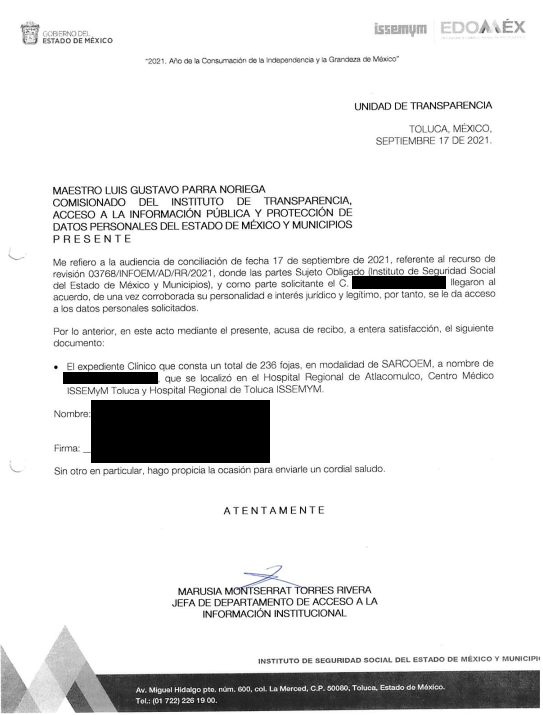 GOBIERNO DEL
ESTADO DE MÉXICO
issemym
EDOMÉX
"2021. Año de la Consumación de la Independencia y la Grandeza de México"
UNIDAD DE TRANSPARENCIA
TOLUCA, MÉXICO,
SEPTIEMBRE 17 DE 2021.
MAESTRO LUIS GUSTAVO PARRA NORIEGA
COMISIONADO DEL INSTITUTO DE TRANSPARENCIA,
ACCESO A LA INFORMACIÓN PÚBLICA Y PROTECCIÓN DE
DATOS PERSONALES DEL ESTADO DE MÉXICO Y MUNICIPIOS
P R E S E N T E
Me refiero a la audiencia de conciliación de fecha 17 de septiembre de 2021, referente al recurso de
revisión 03768/INFOEM/AD/RR/2021, donde las partes Sujeto Obligado (Instituto de Seguridad Social
del Estado de México y Municipios), y como parte solicitante el C. llegaron al
acuerdo, de una vez corroborada su personalidad e interés jurídico y legítimo, por tanto, se le da acceso
a los datos personales solicitados.
Por lo anterior, en este acto mediante el presente, acusa de recibo, a entera satisfacción, el siguiente
documento:
• El expediente Clínico que consta un total de 236 fojas, en modalidad de SARCOEM, a nombre de
, que se localizó en el Hospital Regional de Atlacomulco, Centro Médico
ISSEMyM Toluca y Hospital Regional de Toluca ISSEMYM.
Nombre:
Firma:
Sin otro en particular, hago propicia la ocasión para enviarle un cordial saludo.
A T E N T A M E N T E
MARUSIA MONTSERRAT TORRES RIVERA
JEFA DE DEPARTAMENTO DE ACCESO A LA
INFORMACIÓN INSTITUCIONAL
INSTITUTO DE SEGURIDAD SOCIAL DEL ESTADO DE MÉXICO Y MUNICIPIO
Av. Miguel Hidalgo pte. núm. 600, col. La Merced, C.P. 50080, Toluca, Estado de México.
Tel.: (01 722) 226 19 00.